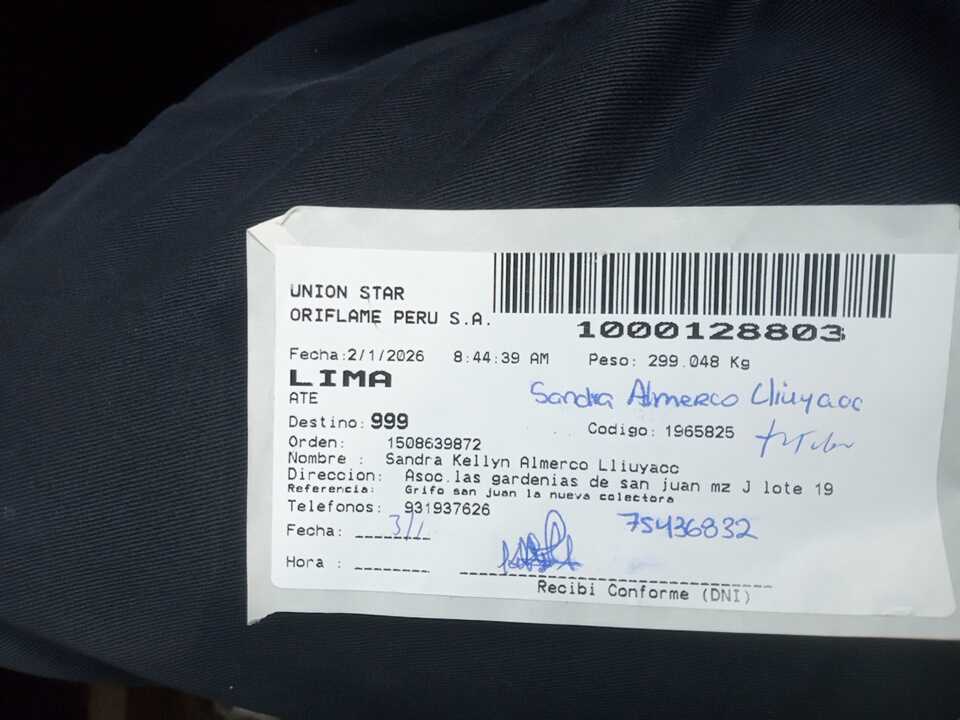 UNION STAR
ORIFLAME PERU S.A.
1000128803
Fecha:2/1/2026 8:44:39 AM Peso: 299.048 Kg
LIMA
ATE
Sandra Almerco Lliuyacc
Destino: 999
Codigo: 1965825
Orden: 1508639872
Nombre : Sandra Kellyn Almerco Lliuyacc
Direccion: Asoc.las gardenias de san juan mz J lote 19
Referencia: Grifo san juan la nueva colectora
Telefonos: 931937626
Fecha: 3/1
75436832
Hora :
Recibi Conforme (DNI)